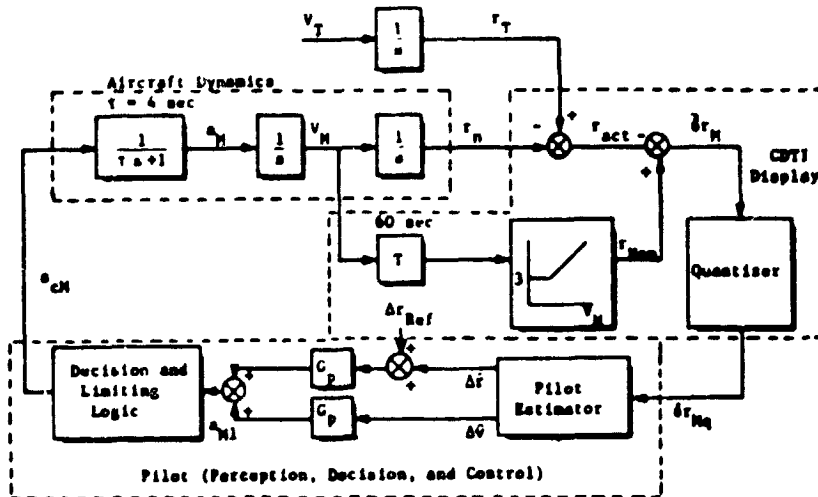 V_T
1
s
r_T
Aircraft Dynamics
τ = 4 sec
1
τ s +1
a_M
1
s
V_M
1
s
r_n
-
+
r_act
-
+
δr_M
CDTI
Display
60 sec
T
3
V_M
r_Nom
Quantizer
a_cM
Δr_Ref
Decision and
Limiting
Logic
+
+
a_M1
G_p
G_p
+
+
Δr̂
Δv̂
Pilot
Estimator
δr_Mq
Pilot (Perception, Decision, and Control)